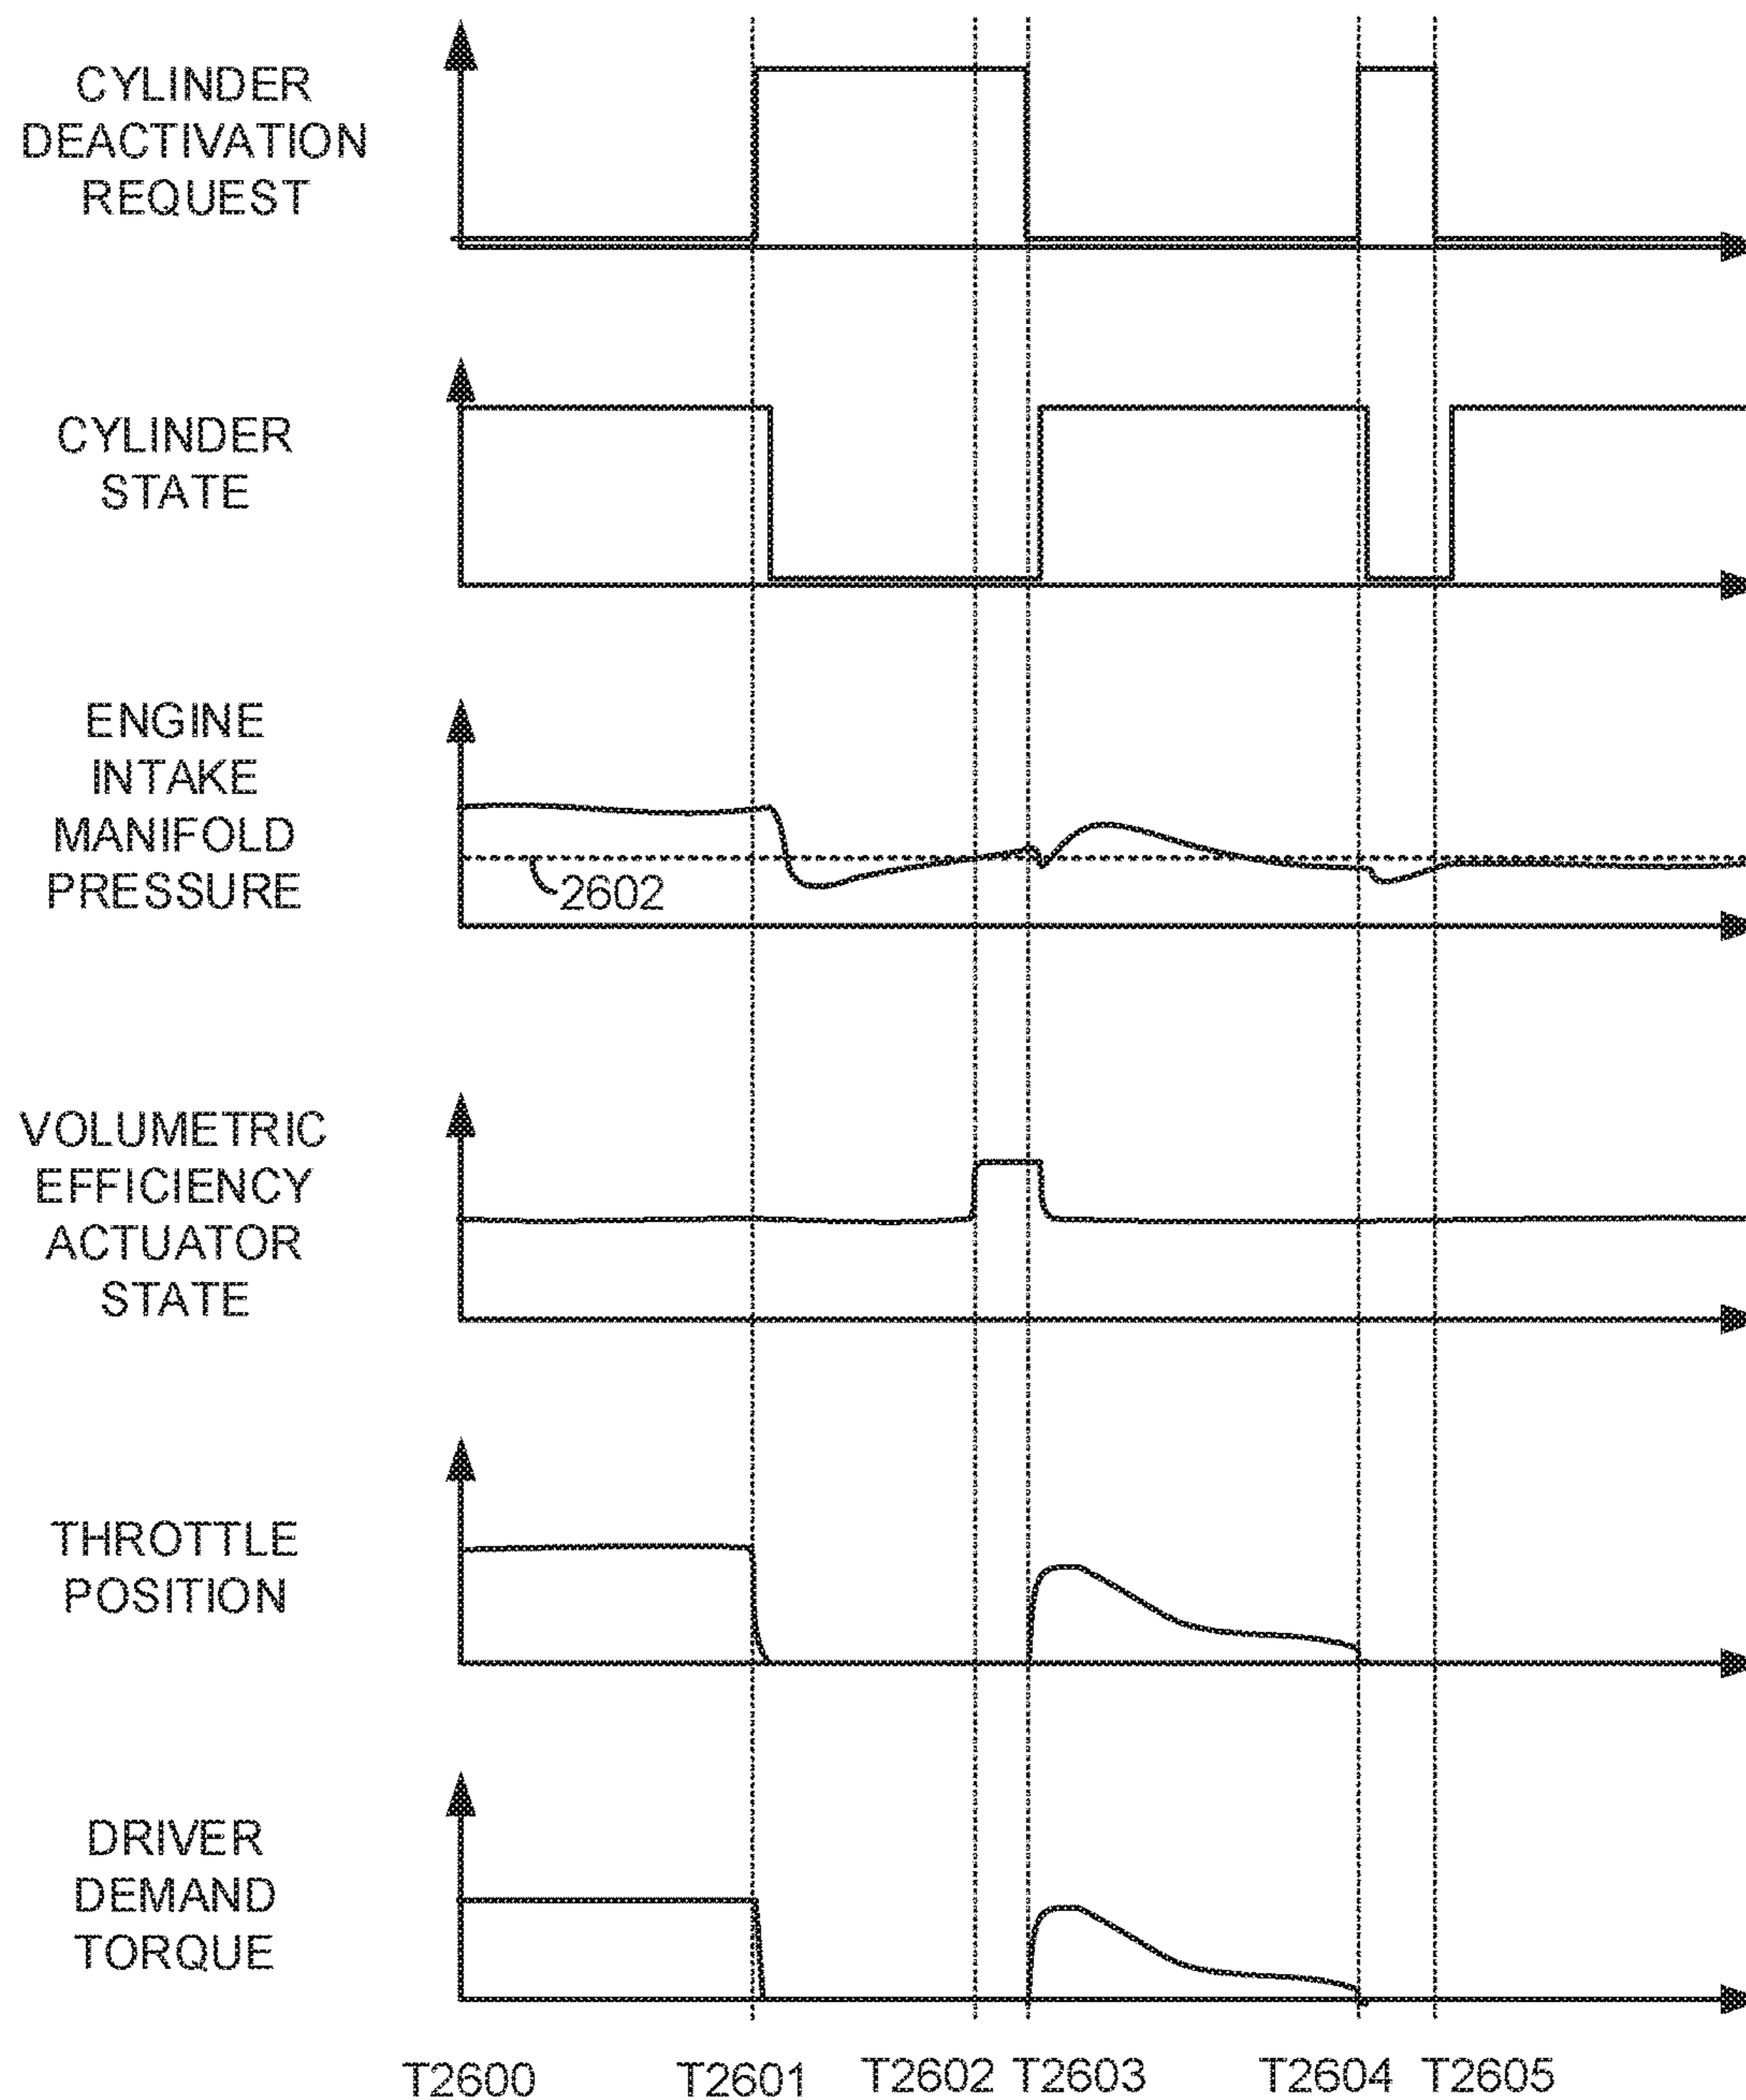 CYLINDER
DEACTIVATION
REQUEST
CYLINDER
STATE
ENGINE
INTAKE
MANIFOLD
PRESSURE
2602
VOLUMETRIC
EFFICIENCY
ACTUATOR
STATE
THROTTLE
POSITION
DRIVER
DEMAND
TORQUE
T2600 T2601 T2602 T2603 T2604 T2605